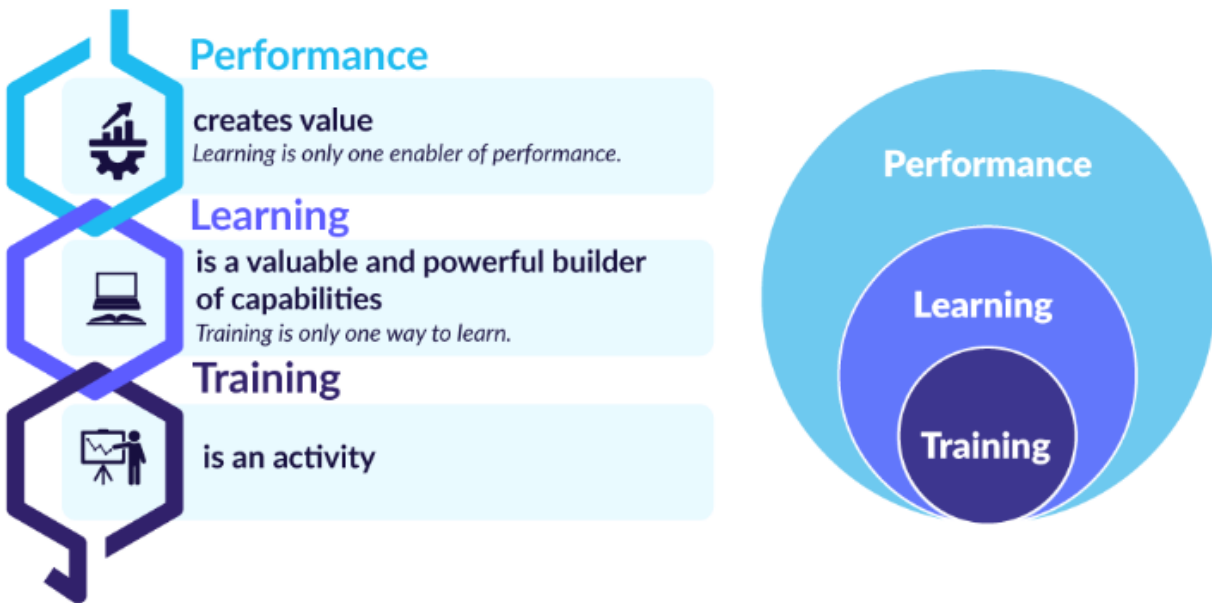 Performance
creates value
Learning is only one enabler of performance.
Learning
is a valuable and powerful builder
of capabilities
Training is only one way to learn.
Training
is an activity
Performance
Learning
Training